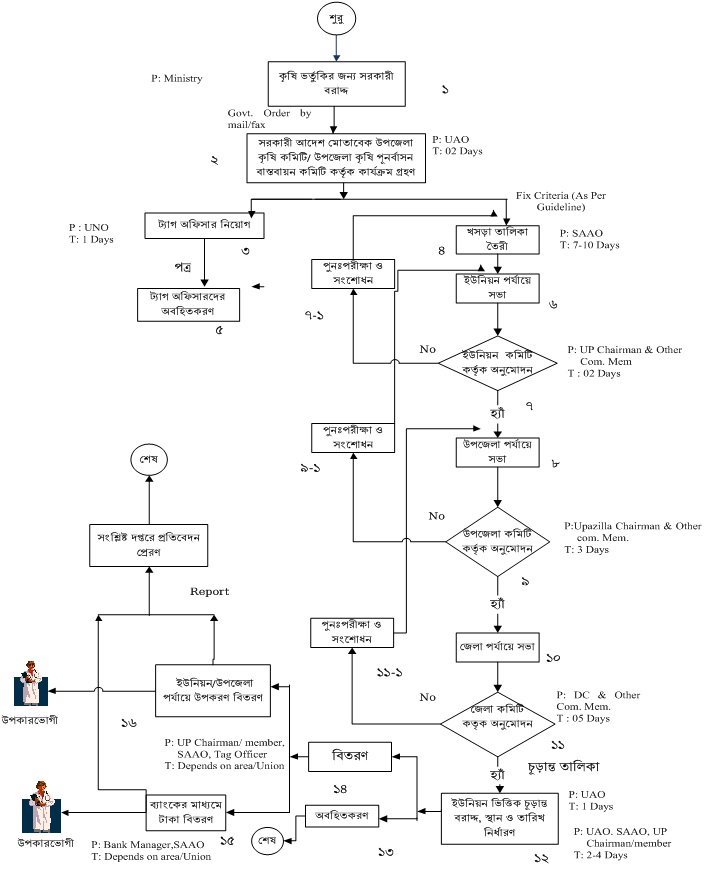 শুরু
P: Ministry
কৃষি ভর্তুকির জন্য সরকারী
বরাদ্দ
১
Govt. Order by
mail/fax
২
সরকারী আদেশ মোতাবেক উপজেলা
কৃষি কমিটি/ উপজেলা কৃষি পূনর্বাসন
বাস্তবায়ন কমিটি কর্তৃক কার্যক্রম গ্রহণ
P: UAO
T: 02 Days
Fix Criteria (As Per
Guideline)
P : UNO
T: 1 Days
ট্যাগ অফিসার নিয়োগ
৩
খসড়া তালিকা
তৈরী
৪
P: SAAO
T: 7-10 Days
পত্র
ট্যাগ অফিসারদের
অবহিতকরণ
৫
পুনঃপরীক্ষা ও
সংশোধন
৭-১
ইউনিয়ন পর্যায়ে
সভা
৬
No
ইউনিয়ন কমিটি
কর্তৃক অনুমোদন
P: UP Chairman & Other
Com. Mem
T : 02 Days
হ্যাঁ
৭
পুনঃপরীক্ষা ও
সংশোধন
৯-১
উপজেলা পর্যায়ে
সভা
৮
শেষ
No
উপজেলা কমিটি
কর্তৃক অনুমোদন
P:Upazilla Chairman & Other
com. Mem.
T: 3 Days
সংশ্লিষ্ট দপ্তরে প্রতিবেদন
প্রেরণ
৯
Report
হ্যাঁ
পুনঃপরীক্ষা ও
সংশোধন
১১-১
জেলা পর্যায়ে সভা
১০
ইউনিয়ন/উপজেলা
পর্যায়ে উপকরণ বিতরণ
উপকারভোগী
১৬
No
জেলা কমিটি
কর্তৃক অনুমোদন
P: DC & Other
Com. Mem.
T : 05 Days
১১
P: UP Chairman/ member,
SAAO, Tag Officer
T: Depends on area/Union
বিতরণ
১৪
হ্যাঁ
চূড়ান্ত তালিকা
ব্যাংকের মাধ্যমে
টাকা বিতরণ
উপকারভোগী
১৫
P: Bank Manager,SAAO
T: Depends on area/Union
অবহিতকরণ
শেষ
১৩
ইউনিয়ন ভিত্তিক চূড়ান্ত
বরাদ্দ, স্থান ও তারিখ
নির্ধারণ
১২
P: UAO
T: 1 Days
P: UAO. SAAO, UP
Chairman/member
T: 2-4 Days